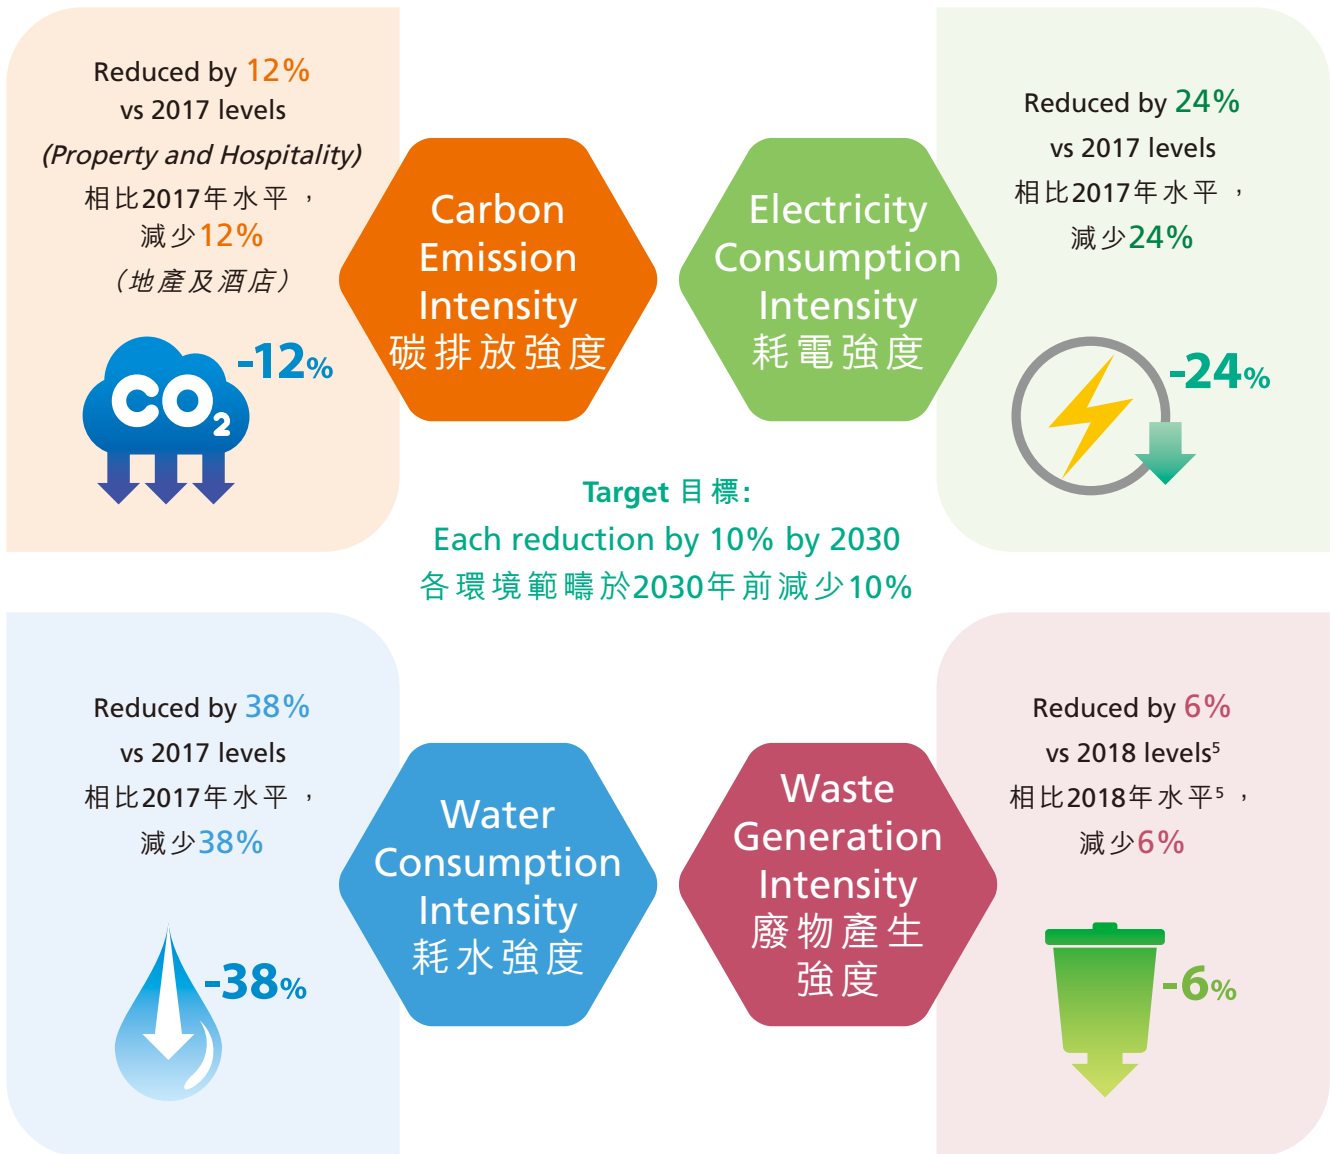 Reduced by 12%
vs 2017 levels
(Property and Hospitality)
相比2017年水平，
減少12%
（地產及酒店）
CO2
-12%
Carbon
Emission
Intensity
碳排放強度
Electricity
Consumption
Intensity
耗電強度
Reduced by 24%
vs 2017 levels
相比2017年水平，
減少24%
-24%
Target 目標:
Each reduction by 10% by 2030
各環境範疇於2030年前減少10%
Reduced by 38%
vs 2017 levels
相比2017年水平，
減少38%
-38%
Water
Consumption
Intensity
耗水強度
Waste
Generation
Intensity
廢物產生
強度
Reduced by 6%
vs 2018 levels5
相比2018年水平5，
減少6%
-6%